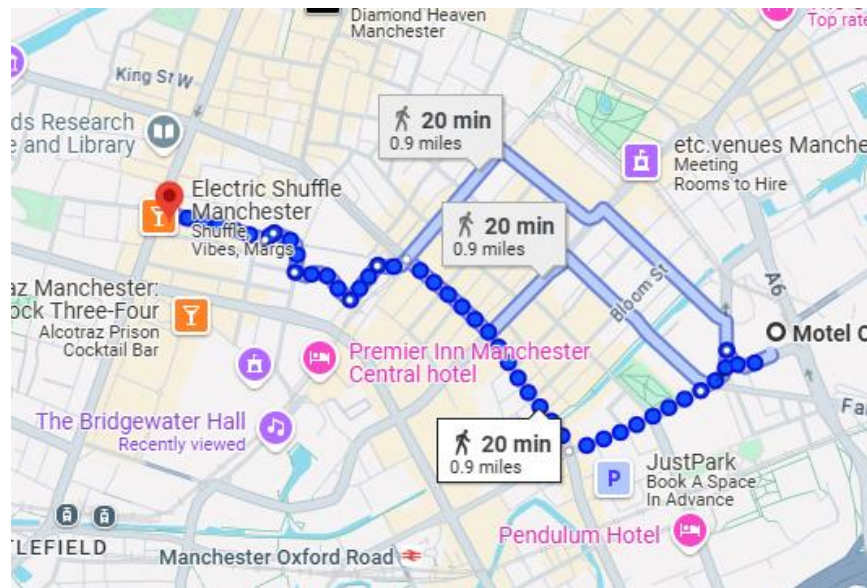 Diamond Heaven
Manchester
Top rate
King St W
ds Research
e and Library
20 min
0.9 miles
etc.venues Manche
Meeting
Rooms to Hire
Electric Shuffle
Manchester
Shuffle,
Vibes, Margs
20 min
0.9 miles
A6
Bloom St
az Manchester:
ock Three-Four
Alcotraz Prison
Cocktail Bar
Motel O
Premier Inn Manchester
Central hotel
Fai
The Bridgewater Hall
Recently viewed
20 min
0.9 miles
P
JustPark
Book A Space
In Advance
Pendulum Hotel
TLEFIELD
Manchester Oxford Road